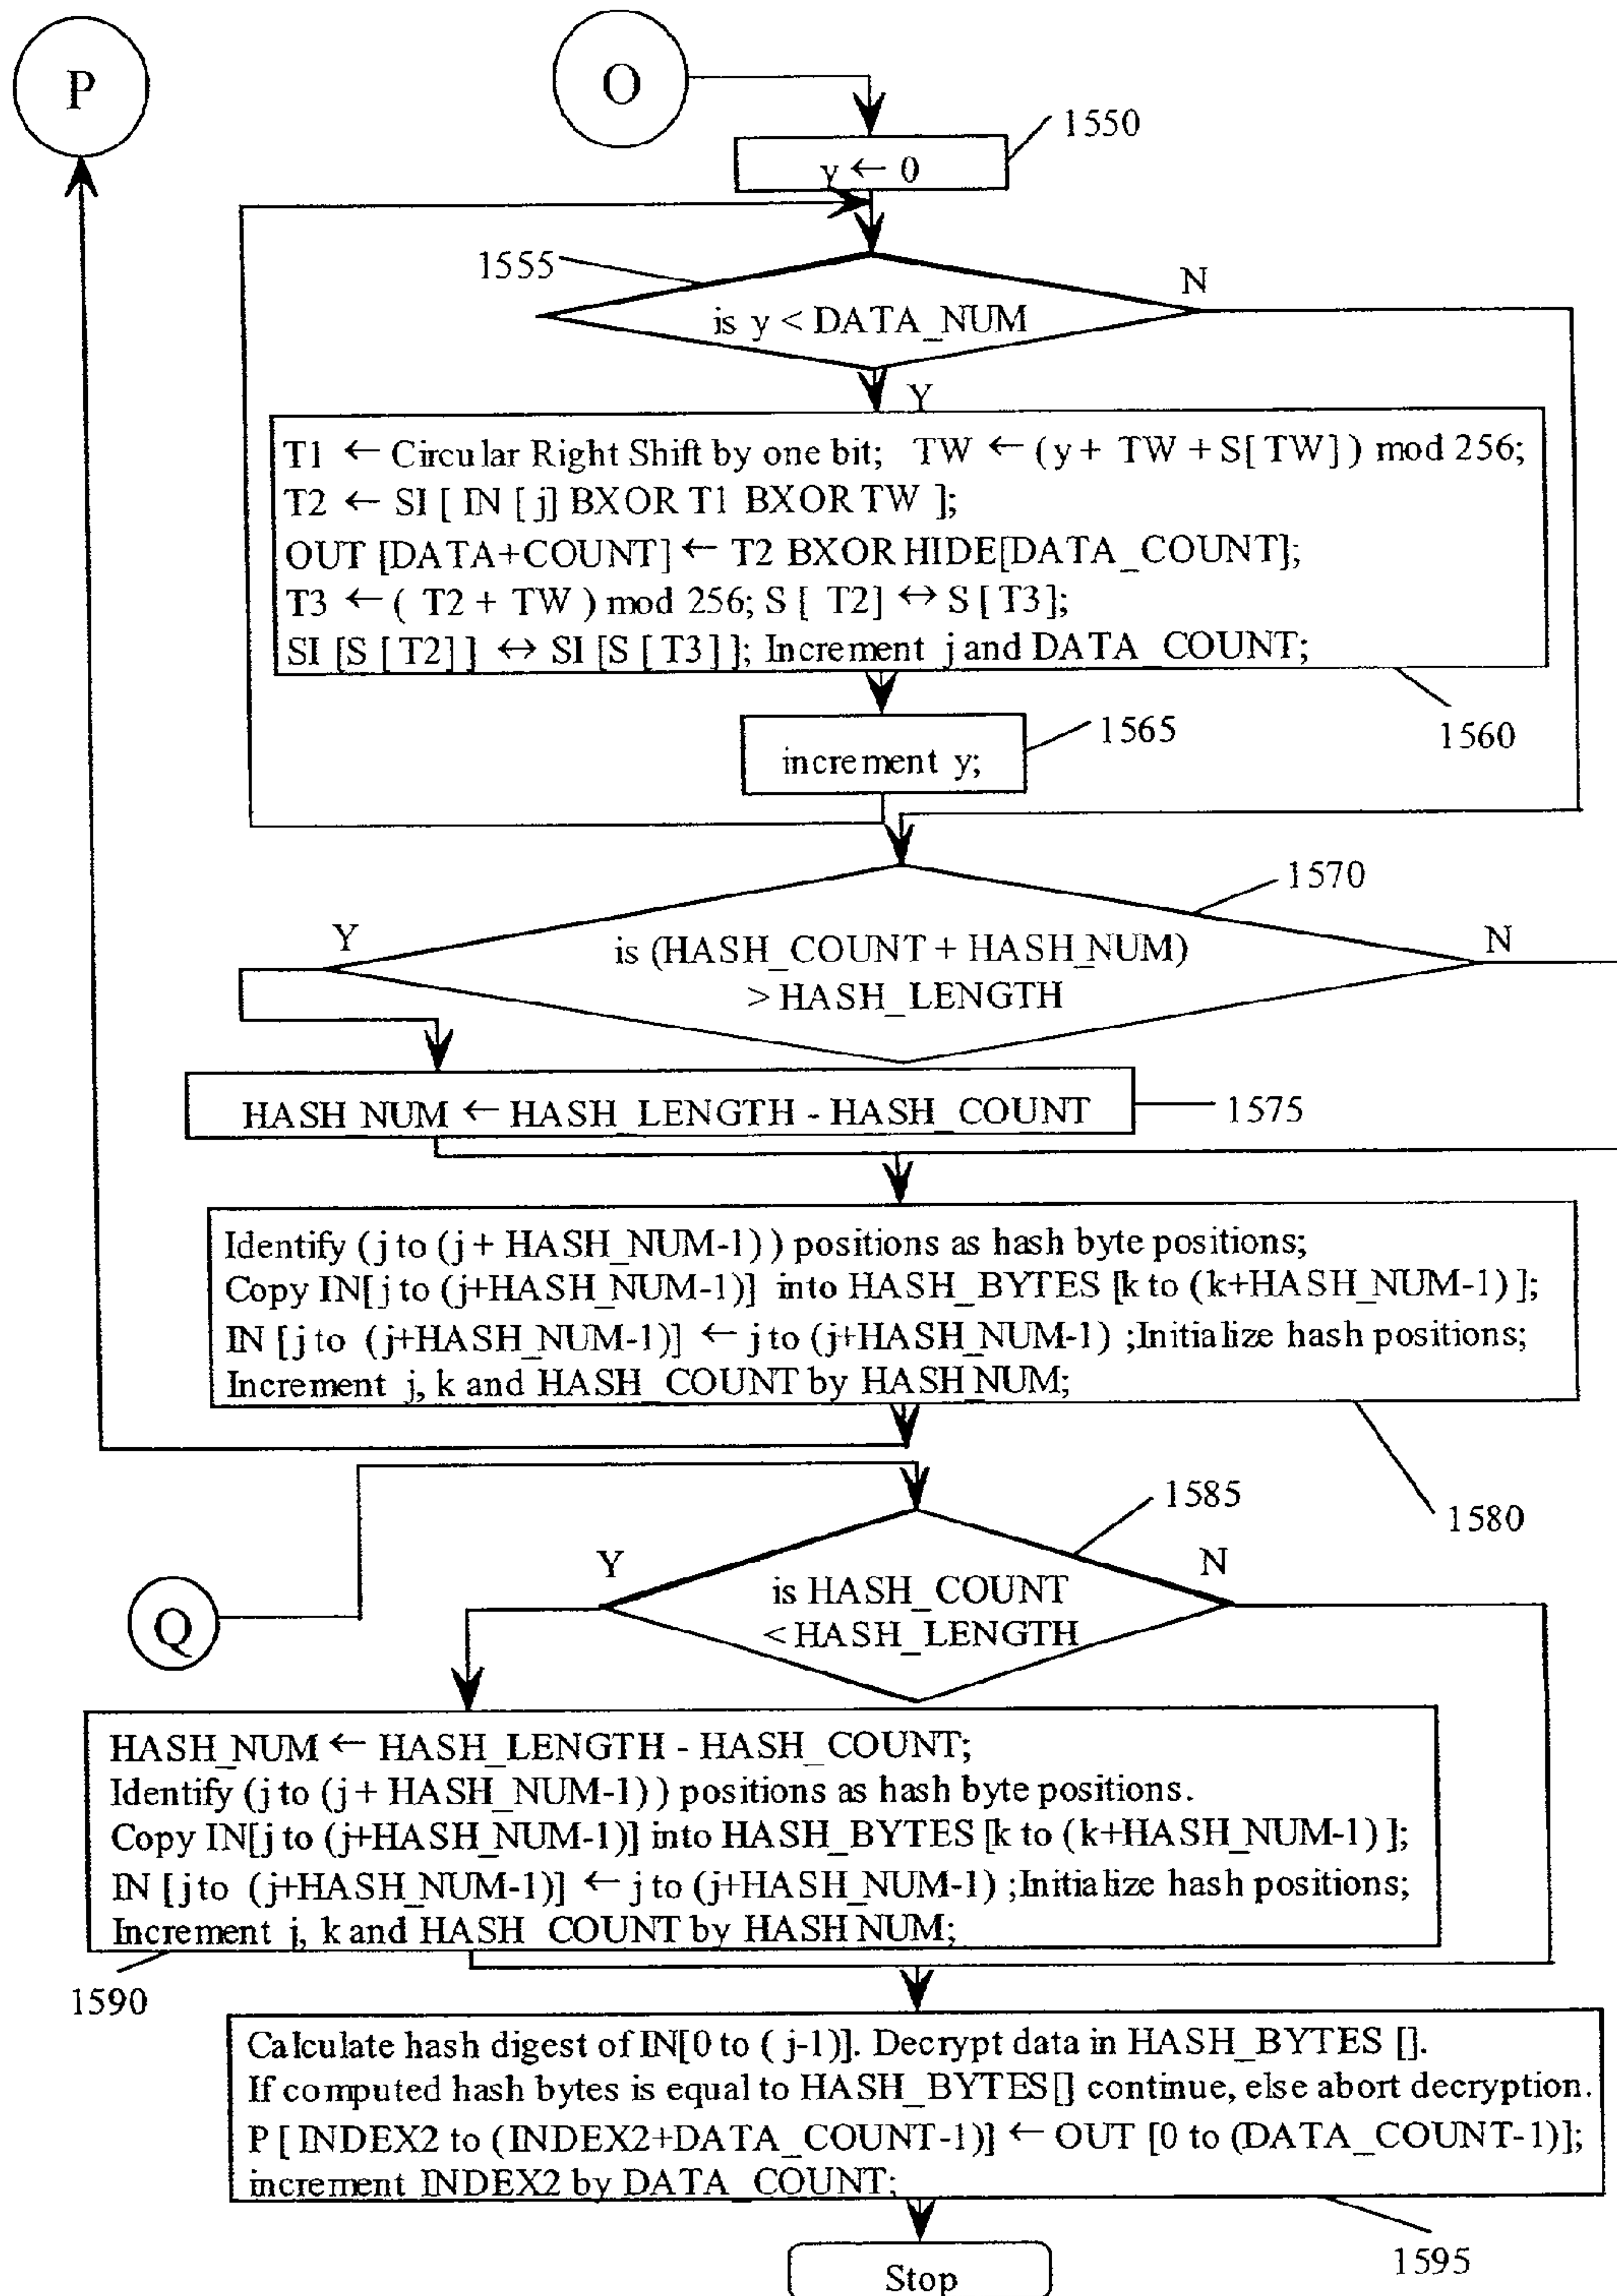 P
O
1550
y ← 0
1555
N
is y < DATA_NUM
Y
T1 ← Circular Right Shift by one bit; TW ← (y + TW + S[TW]) mod 256;
T2 ← SI [ IN [ j] BXOR T1 BXOR TW ];
OUT [DATA+COUNT] ← T2 BXOR HIDE[DATA_COUNT];
T3 ← ( T2 + TW ) mod 256; S [ T2] ↔ S [ T3];
SI [S [ T2] ] ↔ SI [S [ T3] ]; Increment j and DATA_COUNT;
1565
1560
increment y;
1570
Y
N
is (HASH_COUNT + HASH_NUM)
> HASH_LENGTH
HASH NUM ← HASH_LENGTH - HASH_COUNT
1575
Identify (j to (j + HASH_NUM-1) ) positions as hash byte positions;
Copy IN[j to (j+HASH_NUM-1)] into HASH_BYTES [k to (k+HASH_NUM-1) ];
IN [j to (j+HASH_NUM-1)] ← j to (j+HASH_NUM-1) ;Initialize hash positions;
Increment j, k and HASH_COUNT by HASH NUM;
1585
1580
Y
N
is HASH_COUNT
< HASH_LENGTH
Q
HASH_NUM ← HASH_LENGTH - HASH_COUNT;
Identify (j to (j + HASH_NUM-1) ) positions as hash byte positions.
Copy IN[j to (j+HASH_NUM-1)] into HASH_BYTES [k to (k+HASH_NUM-1) ];
IN [j to (j+HASH_NUM-1)] ← j to (j+HASH_NUM-1) ;Initialize hash positions;
Increment j, k and HASH_COUNT by HASH NUM;
1590
Calculate hash digest of IN[0 to ( j-1)]. Decrypt data in HASH_BYTES [].
If computed hash bytes is equal to HASH_BYTES[] continue, else abort decryption.
P [ INDEX2 to (INDEX2+DATA_COUNT-1)] ← OUT [0 to (DATA_COUNT-1)];
increment INDEX2 by DATA_COUNT;
1595
Stop